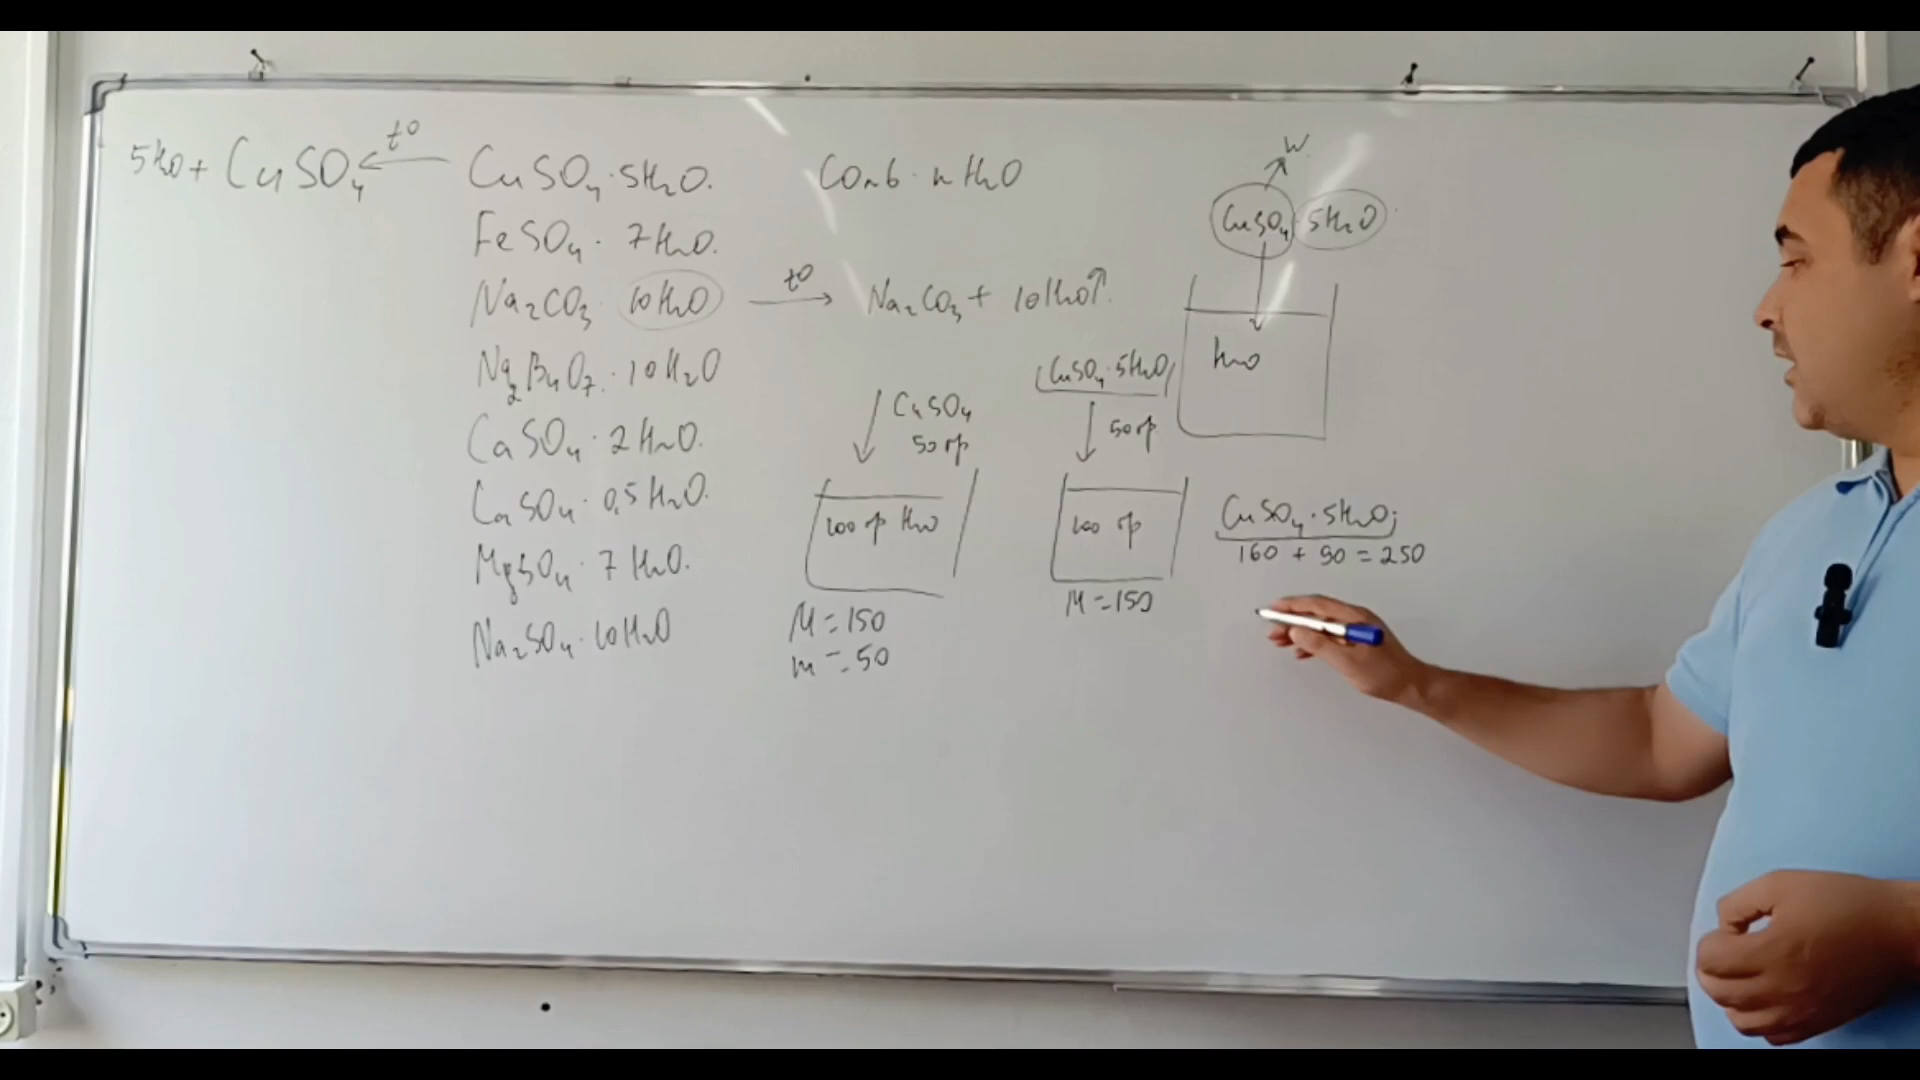 5H2O + CuSO4 ← t° CuSO4 · 5H2O.
FeSO4 · 7H2O.
Na2CO3 · 10H2O → t° Na2CO3 + 10H2O↑
Na2B4O7 · 10H2O
CaSO4 · 2H2O.
CaSO4 · 0,5H2O.
MgSO4 · 7H2O.
Na2SO4 · 10H2O
· nH2O
W
CuSO4 · 5H2O
H2O
CuSO4
50 гр
100 гр H2O
M = 150
m = 50
CuSO4 · 5H2O
50 гр
100 гр
M = 150
CuSO4 · 5H2O;
160 + 90 = 250